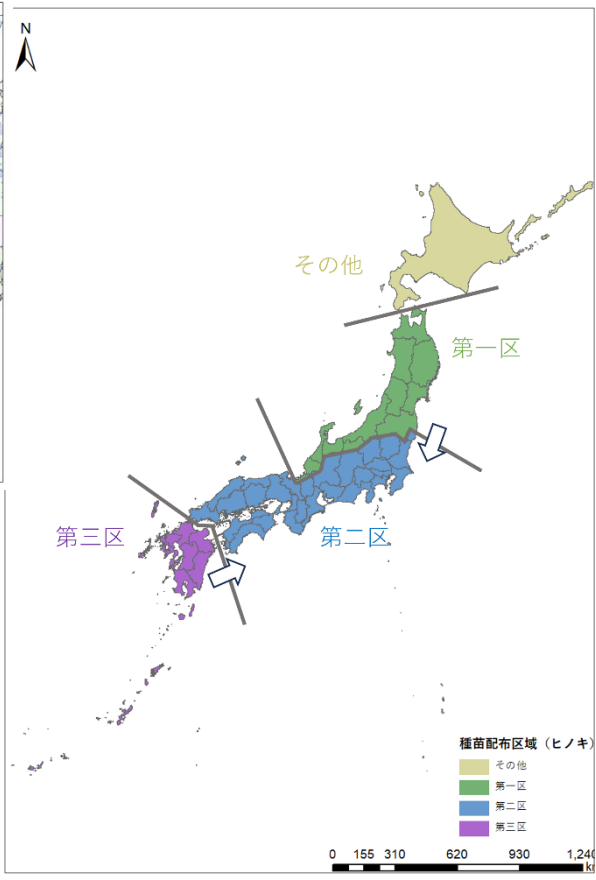 N
その他
第一区
第三区
第二区
種苗配布区域（ヒノキ）
その他
第一区
第二区
第三区
0 155 310 620 930 1,240
km